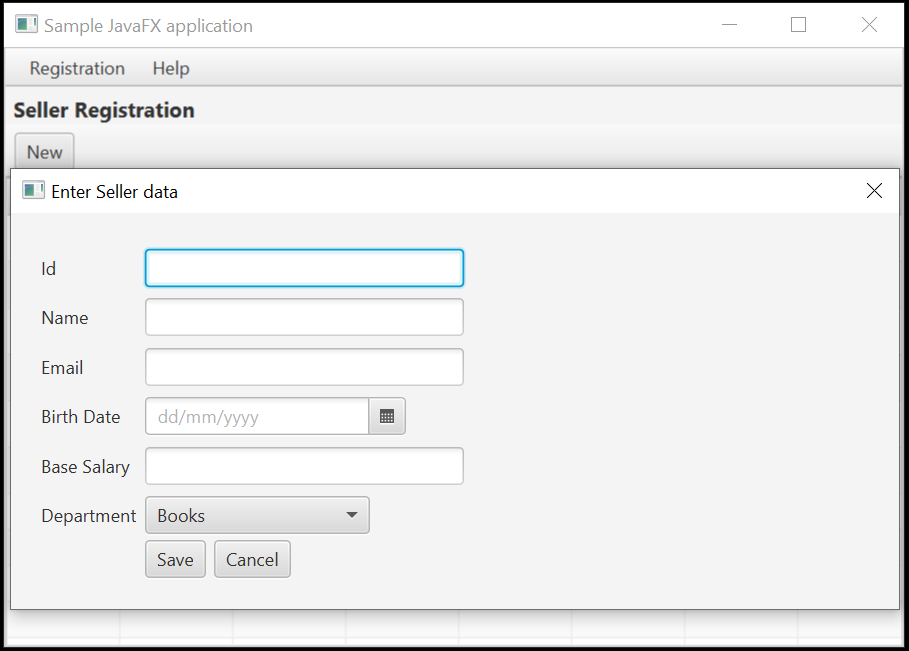 Sample JavaFX application
Registration Help
Seller Registration
New
Enter Seller data
Id
Name
Email
Birth Date dd/mm/yyyy
Base Salary
Department Books
Save Cancel